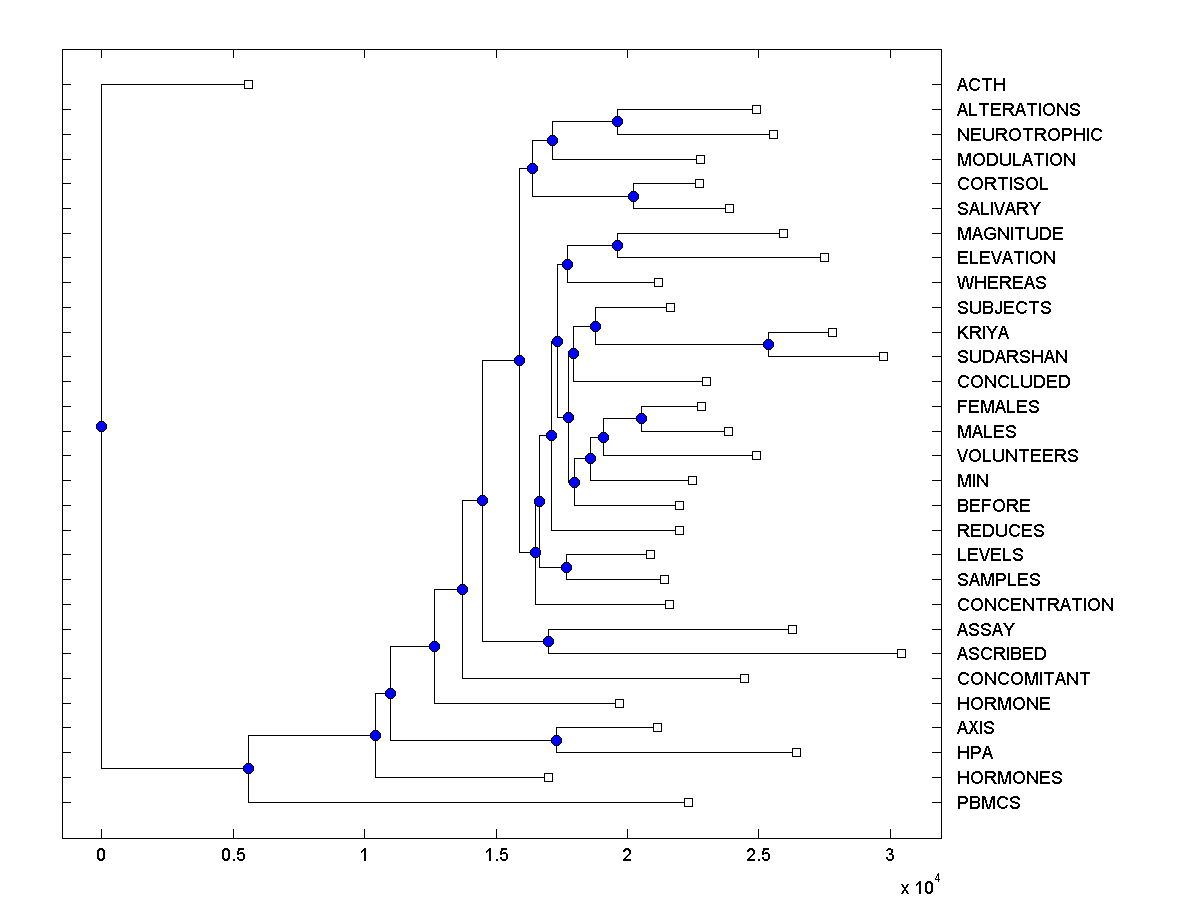 ACTH
ALTERATIONS
NEUROTROPHIC
MODULATION
CORTISOL
SALIVARY
MAGNITUDE
ELEVATION
WHEREAS
SUBJECTS
KRIYA
SUDARSHAN
CONCLUDED
FEMALES
MALES
VOLUNTEERS
MIN
BEFORE
REDUCES
LEVELS
SAMPLES
CONCENTRATION
ASSAY
ASCRIBED
CONCOMITANT
HORMONE
AXIS
HPA
HORMONES
PBMCS
0 0.5 1 1.5 2 2.5 3
x 10^4